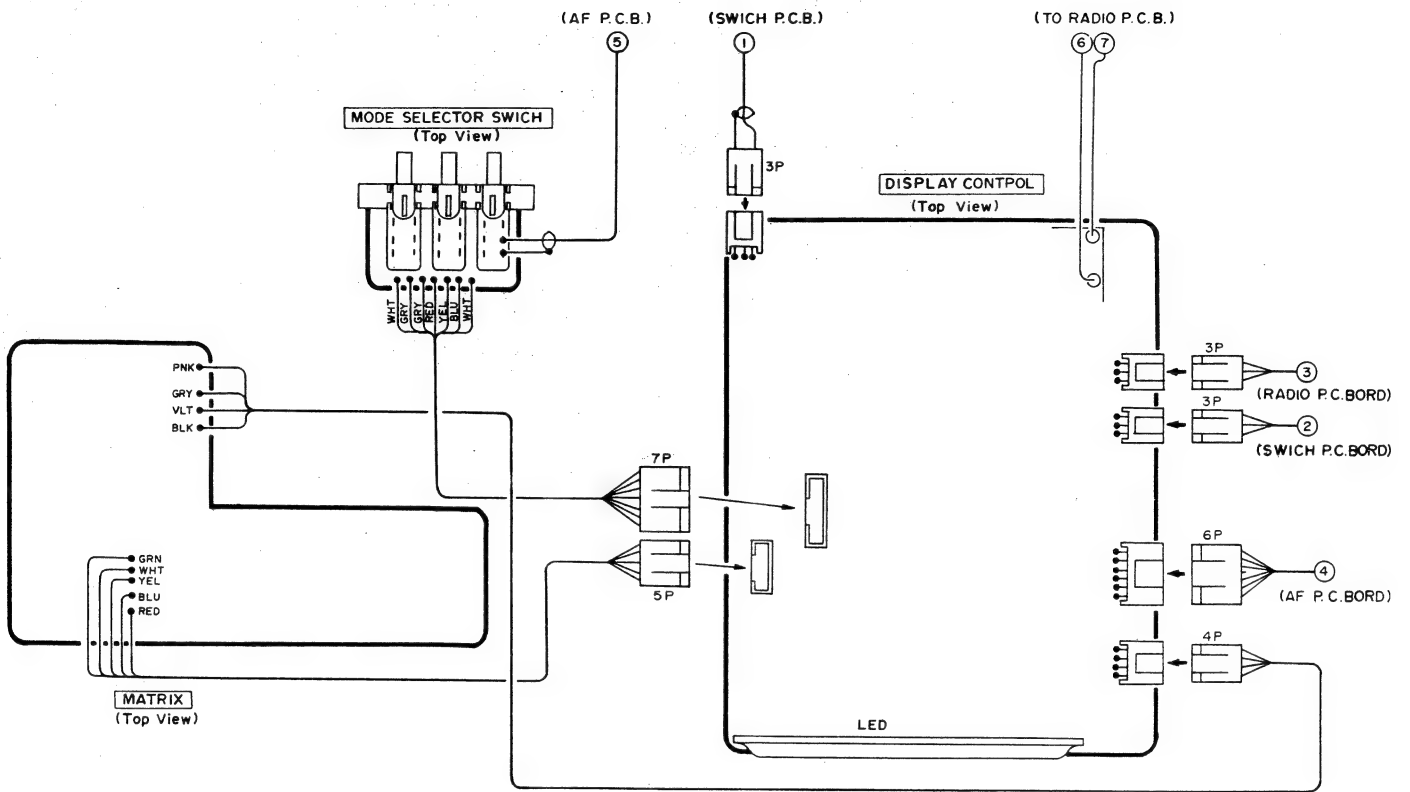 (AF P.C.B.)
(SWICH P.C.B.)
(TO RADIO P.C.B.)
5
1
6 7
MODE SELECTOR SWICH
(Top View)
3P
DISPLAY CONTPOL
(Top View)
WHT
GRY
GRY
RED
YEL
BLU
WHT
PNK
GRY
VLT
BLK
3P
3
(RADIO P.C.BORD)
3P
2
(SWICH P.C.BORD)
7P
5P
6P
4
(AF P.C.BORD)
4P
GRN
WHT
YEL
BLU
RED
MATRIX
(Top View)
LED